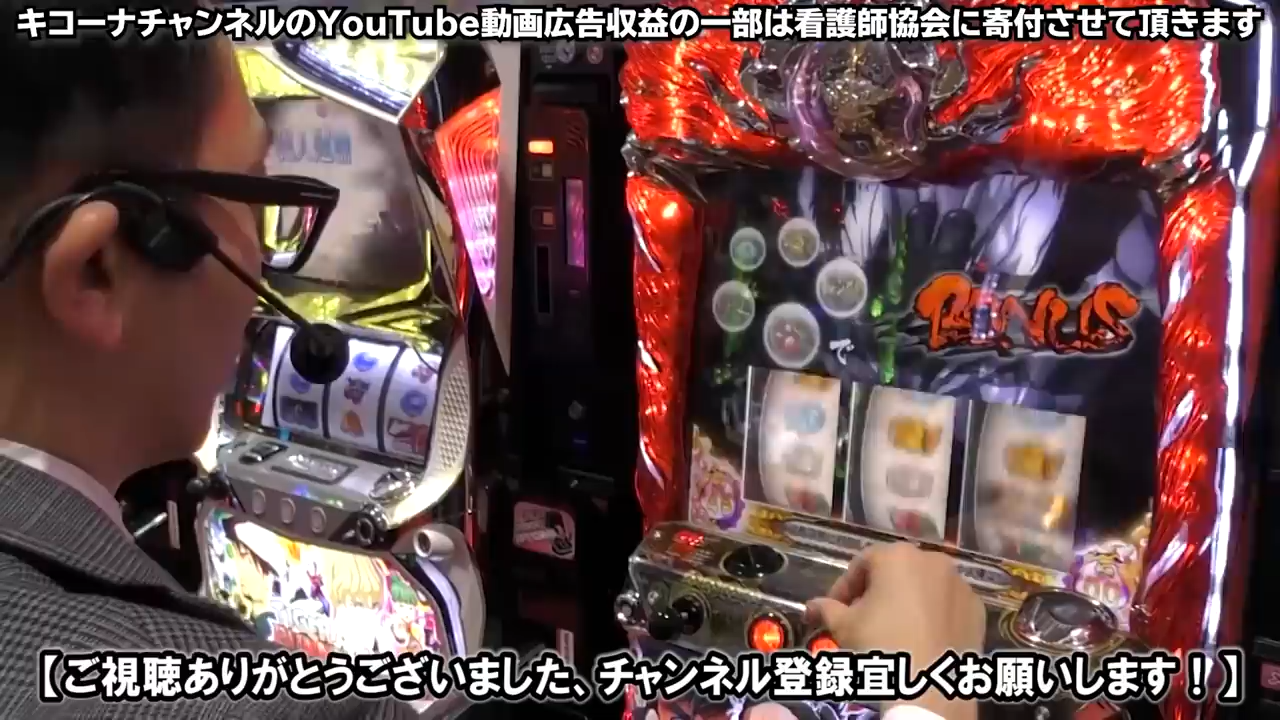 キコーナチャンネルのYouTube動画広告収益の一部は看護師協会に寄付させて頂きます
で
BONUS
【ご視聴ありがとうございました、チャンネル登録宜しくお願いします！】